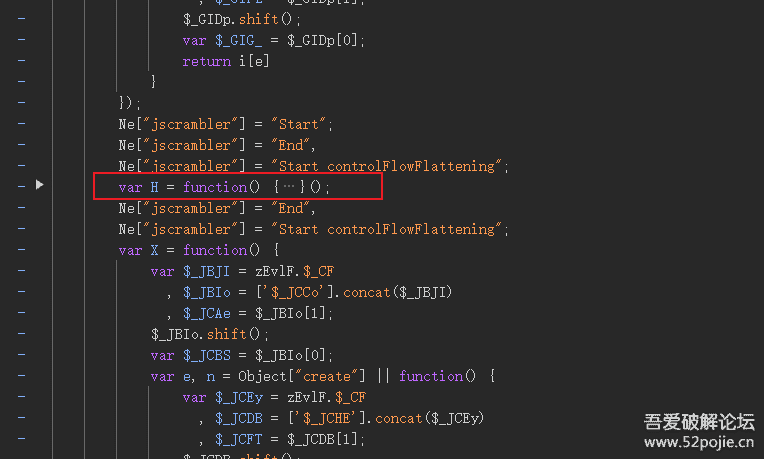 $_GIDp.shift();
var $_GIG_ = $_GIDp[0];
return i[e]
}
});
Ne["jscrambler"] = "Start";
Ne["jscrambler"] = "End",
Ne["jscrambler"] = "Start controlFlowFlattening";
var H = function() {…}();
Ne["jscrambler"] = "End",
Ne["jscrambler"] = "Start controlFlowFlattening";
var X = function() {
var $_JBJI = zEvlF.$_CF
, $_JBIo = ['$_JCCo'].concat($_JBJI)
, $_JCAe = $_JBIo[1];
$_JBIo.shift();
var $_JCBS = $_JBIo[0];
var e, n = Object["create"] || function() {
var $_JCEy = zEvlF.$_CF
, $_JCDB = ['$_JCHE'].concat($_JCEy)
, $_JCFT = $_JCDB[1];
$_JCDB.shift();
吾爱破解论坛
www.52pojie.cn